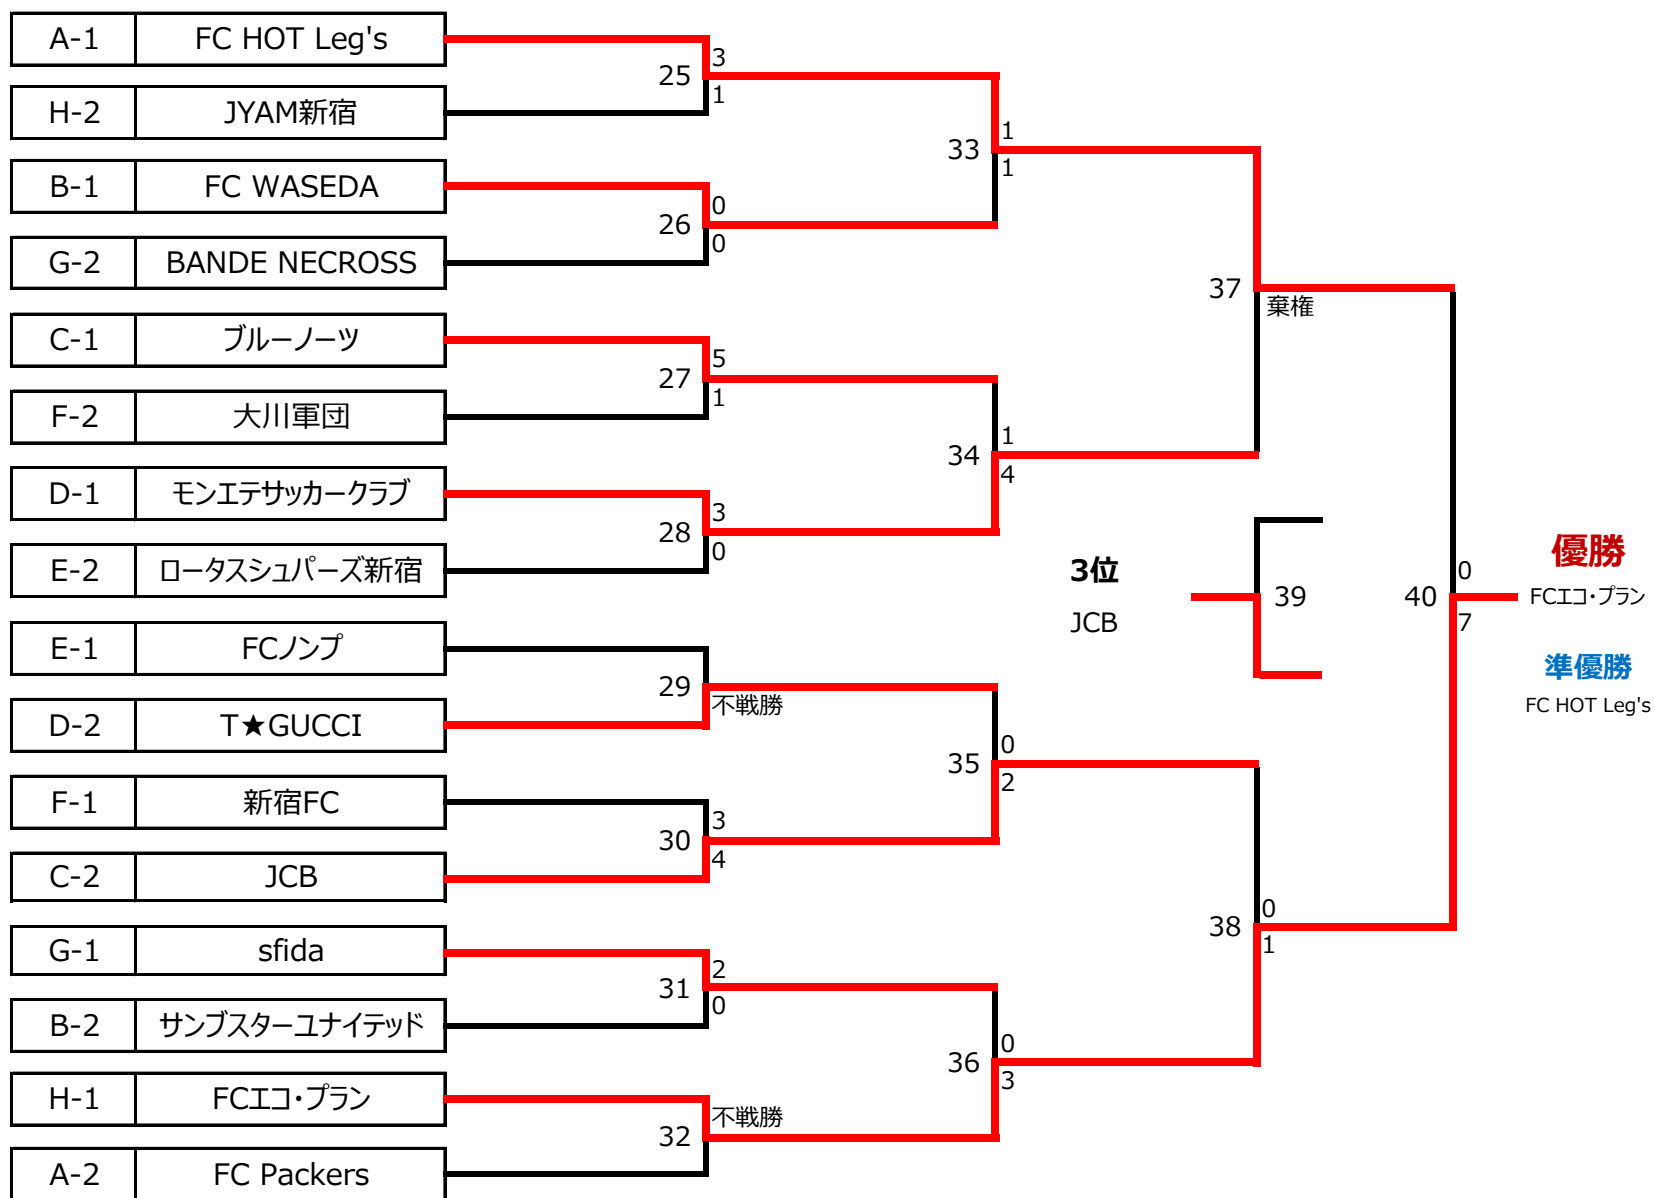 A-1 FC HOT Leg's
3
25
1
H-2 JYAM新宿
1
33
1
B-1 FC WASEDA
0
26
0
G-2 BANDE NECROSS
37
棄権
C-1 ブルーノーツ
5
27
1
F-2 大川軍団
1
34
4
D-1 モンエテサッカークラブ
3
28
0
E-2 ロータスシュパーズ新宿
3位
39
JCB
40
0
7
優勝
FCエコ・プラン
準優勝
FC HOT Leg's
E-1 FCノンプ
29
不戦勝
D-2 T★GUCCI
0
35
2
F-1 新宿FC
3
30
4
C-2 JCB
0
38
1
G-1 sfida
2
31
0
B-2 サンブスターユナイテッド
0
36
3
H-1 FCエコ・プラン
不戦勝
32
A-2 FC Packers